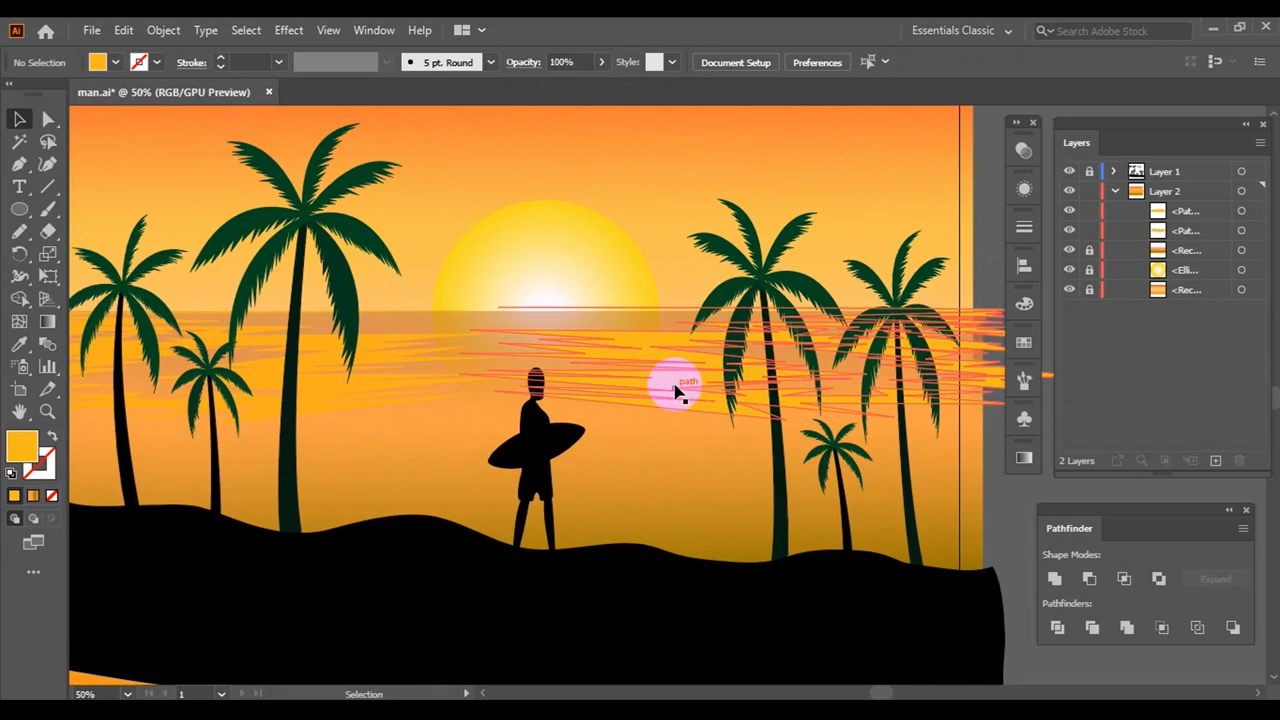 Ai File Edit Object Type Select Effect View Window Help Essentials Classic Search Adobe Stock
No Selection Stroke: 5 pt. Round Opacity: 100% Style: Document Setup Preferences
man.ai* @ 50% (RGB/GPU Preview)
Layers
Layer 1
Layer 2
<Pat...
<Pat...
<Rec...
<Elli...
<Rec...
path
2 Layers
Pathfinder
Shape Modes:
Expand
Pathfinders:
50% 1 Selection